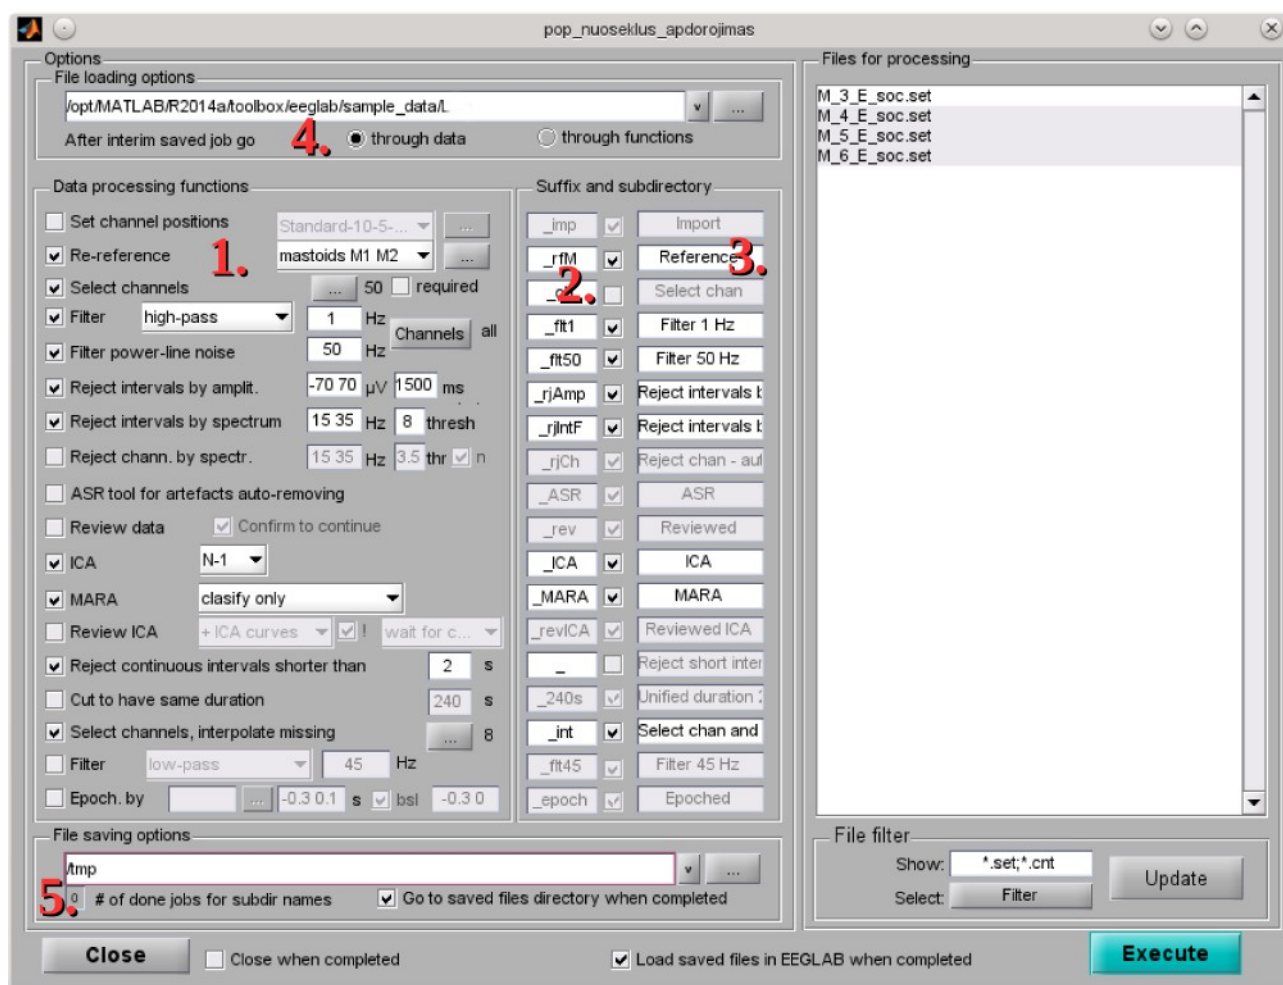 pop_nuoseklus_apdorojimas
Options
File loading options
/opt/MATLAB/R2014a/toolbox/eeglab/sample_data/L
v ...
After interim saved job go 4. through data through functions
Data processing functions
Set channel positions Standard-10-5-... ...
Re-reference 1. mastoids M1 M2 ...
Select channels ... 50 required
Filter high-pass 1 Hz Channels all
Filter power-line noise 50 Hz
Reject intervals by amplit. -70 70 µV 1500 ms
Reject intervals by spectrum 15 35 Hz 8 thresh
Reject chann. by spectr. 15 35 Hz 3.5 thr n
ASR tool for artefacts auto-removing
Review data Confirm to continue
ICA N-1
MARA clasify only
Review ICA + ICA curves ! wait for c...
Reject continuous intervals shorter than 2 s
Cut to have same duration 240 s
Select channels, interpolate missing ... 8
Filter low-pass 45 Hz
Epoch. by ... -0.3 0.1 s bsl -0.3 0
Suffix and subdirectory
_imp Import
_rfM Reference 3.
2. Select chan
_flt1 Filter 1 Hz
_flt50 Filter 50 Hz
_rjAmp Reject intervals b
_rjIntF Reject intervals b
_rjCh Reject chan - aut
_ASR ASR
_rev Reviewed
_ICA ICA
_MARA MARA
_revICA Reviewed ICA
_ Reject short inter
_240s Unified duration 2
_int Select chan and
_flt45 Filter 45 Hz
_epoch Epoched
File saving options
/tmp
v ...
5. 0 # of done jobs for subdir names Go to saved files directory when completed
Files for processing
M_3_E_soc.set
M_4_E_soc.set
M_5_E_soc.set
M_6_E_soc.set
File filter
Show: *.set;*.cnt
Select: Filter
Update
Close Close when completed Load saved files in EEGLAB when completed Execute